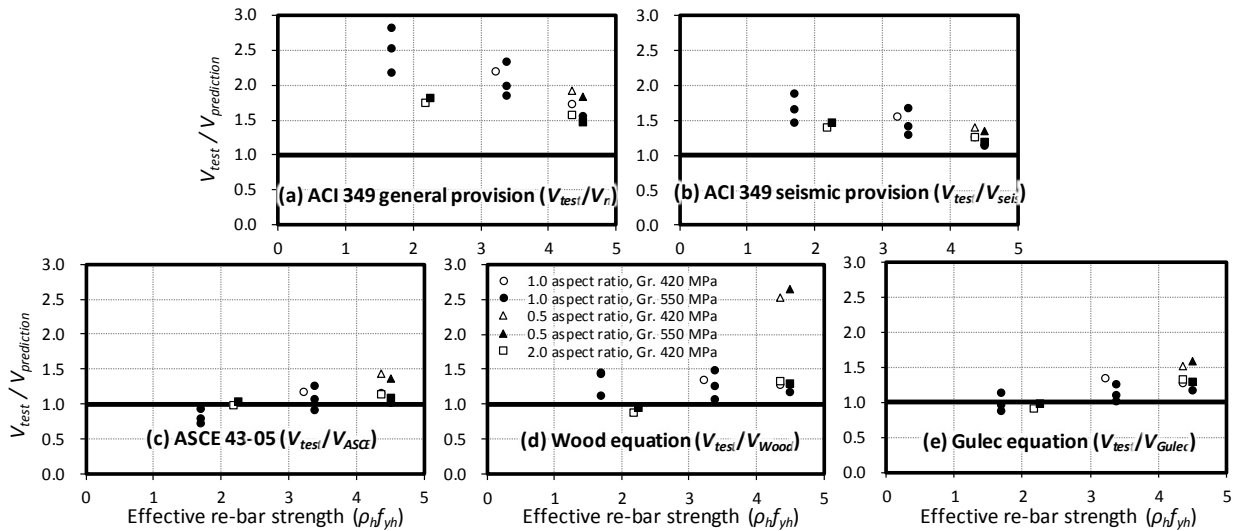 3.0
2.5
2.0
1.5
1.0
0.5
0.0
V_test / V_prediction
(a) ACI 349 general provision (V_test/V_n)
0 1 2 3 4 5
3.0
2.5
2.0
1.5
1.0
0.5
0.0
(b) ACI 349 seismic provision (V_test/V_seis)
0 1 2 3 4 5
3.0
2.5
2.0
1.5
1.0
0.5
0.0
V_test / V_prediction
(c) ASCE 43-05 (V_test/V_ASCE)
0 1 2 3 4 5
Effective re-bar strength (ρ_h f_yh)
3.0
2.5
2.0
1.5
1.0
0.5
0.0
1.0 aspect ratio, Gr. 420 MPa
1.0 aspect ratio, Gr. 550 MPa
0.5 aspect ratio, Gr. 420 MPa
0.5 aspect ratio, Gr. 550 MPa
2.0 aspect ratio, Gr. 420 MPa
(d) Wood equation (V_test/V_Wood)
0 1 2 3 4 5
Effective re-bar strength (ρ_h f_yh)
3.0
2.5
2.0
1.5
1.0
0.5
0.0
(e) Gulec equation (V_test/V_Gulec)
0 1 2 3 4 5
Effective re-bar strength (ρ_h f_yh)